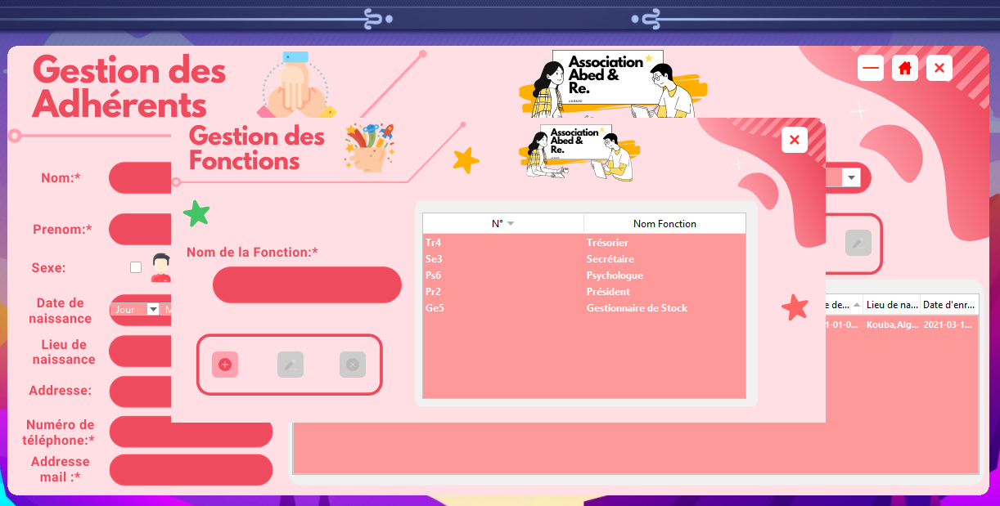 Gestion des
Adhérents
Association
Abed &
Re.
Gestion des
Fonctions
Association
Abed &
Re.
Nom:*
Prenom:*
Sexe:
Date de
naissance
Jour
M
Lieu de
naissance
Addresse:
Numéro de
téléphone:*
Addresse
mail :*
Nom de la Fonction:*
N° Nom Fonction
Tr4 Trésorier
Se3 Secrétaire
Ps6 Psychologue
Pr2 Président
Ge5 Gestionnaire de Stock
e de... Lieu de na... Date d'enr...
1-01-0... Kouba,Alg... 2021-03-1...